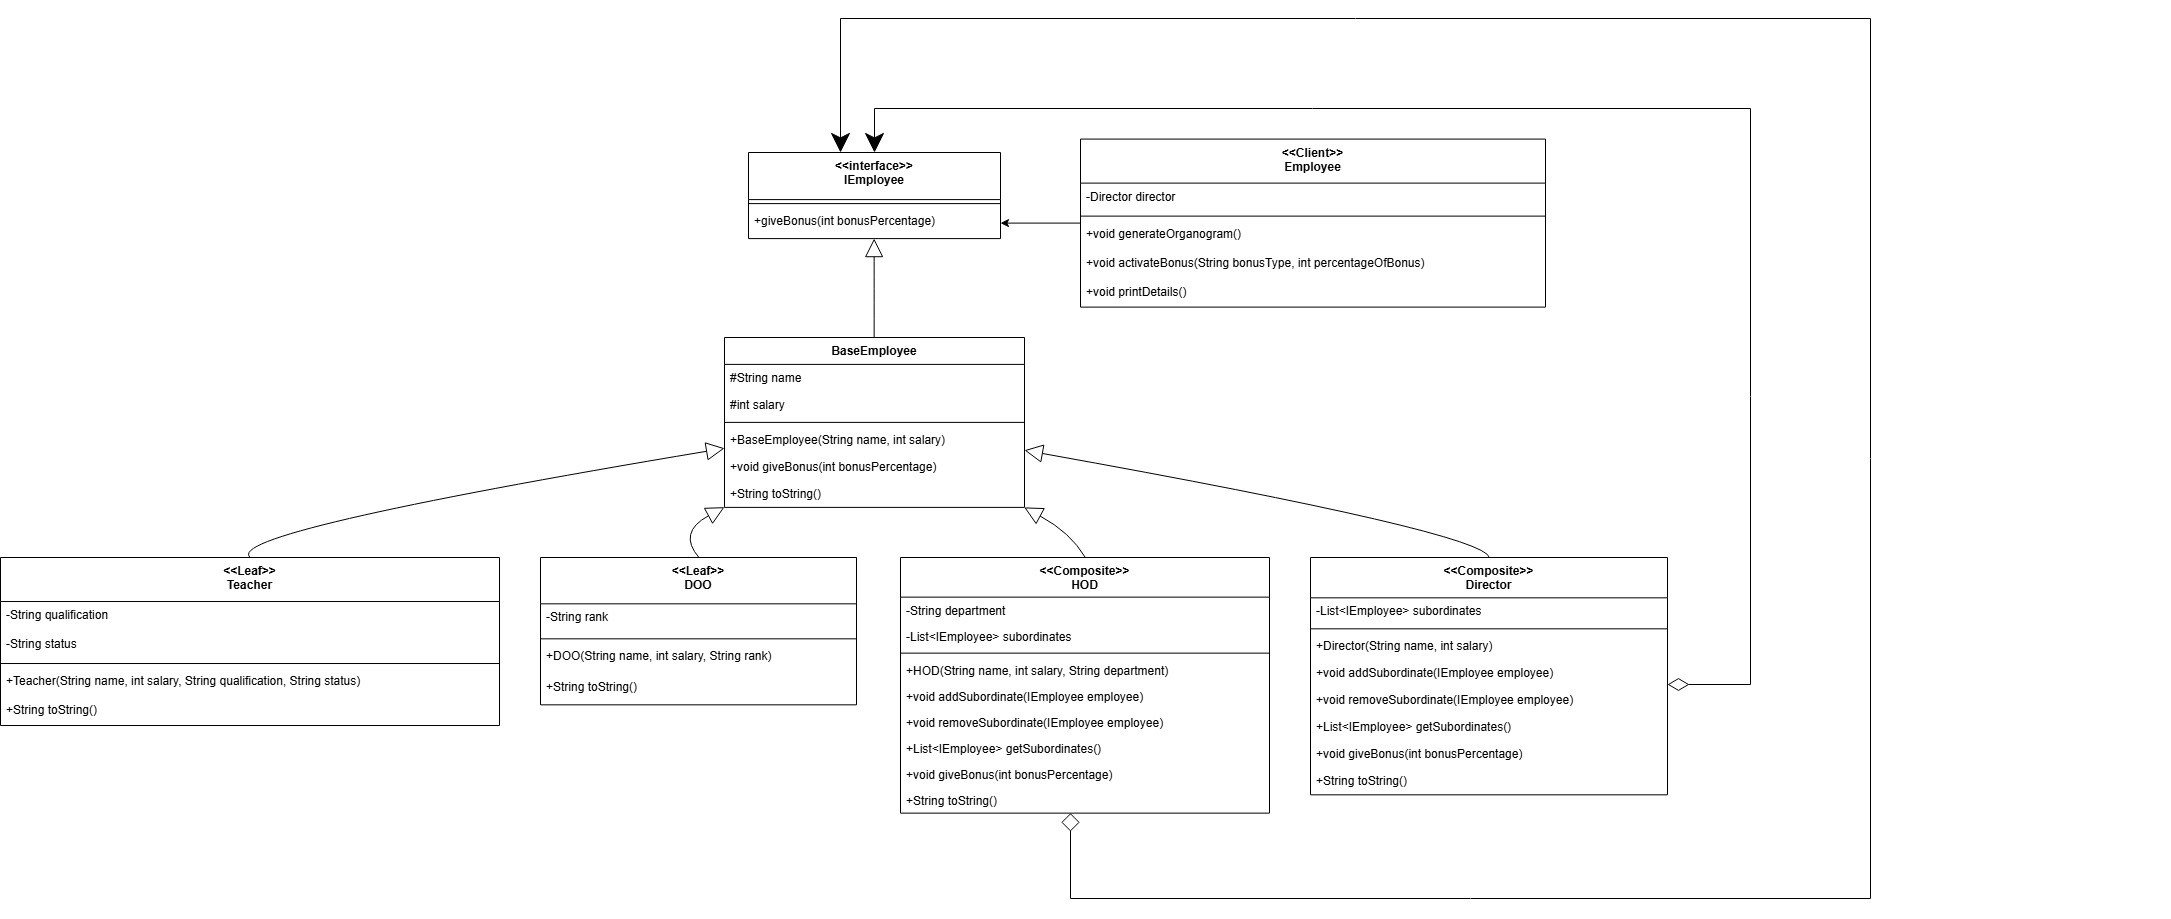 <<interface>>
IEmployee
+giveBonus(int bonusPercentage)
<<Client>>
Employee
-Director director
+void generateOrganogram()
+void activateBonus(String bonusType, int percentageOfBonus)
+void printDetails()
BaseEmployee
#String name
#int salary
+BaseEmployee(String name, int salary)
+void giveBonus(int bonusPercentage)
+String toString()
<<Leaf>>
Teacher
-String qualification
-String status
+Teacher(String name, int salary, String qualification, String status)
+String toString()
<<Leaf>>
DOO
-String rank
+DOO(String name, int salary, String rank)
+String toString()
<<Composite>>
HOD
-String department
-List<IEmployee> subordinates
+HOD(String name, int salary, String department)
+void addSubordinate(IEmployee employee)
+void removeSubordinate(IEmployee employee)
+List<IEmployee> getSubordinates()
+void giveBonus(int bonusPercentage)
+String toString()
<<Composite>>
Director
-List<IEmployee> subordinates
+Director(String name, int salary)
+void addSubordinate(IEmployee employee)
+void removeSubordinate(IEmployee employee)
+List<IEmployee> getSubordinates()
+void giveBonus(int bonusPercentage)
+String toString()